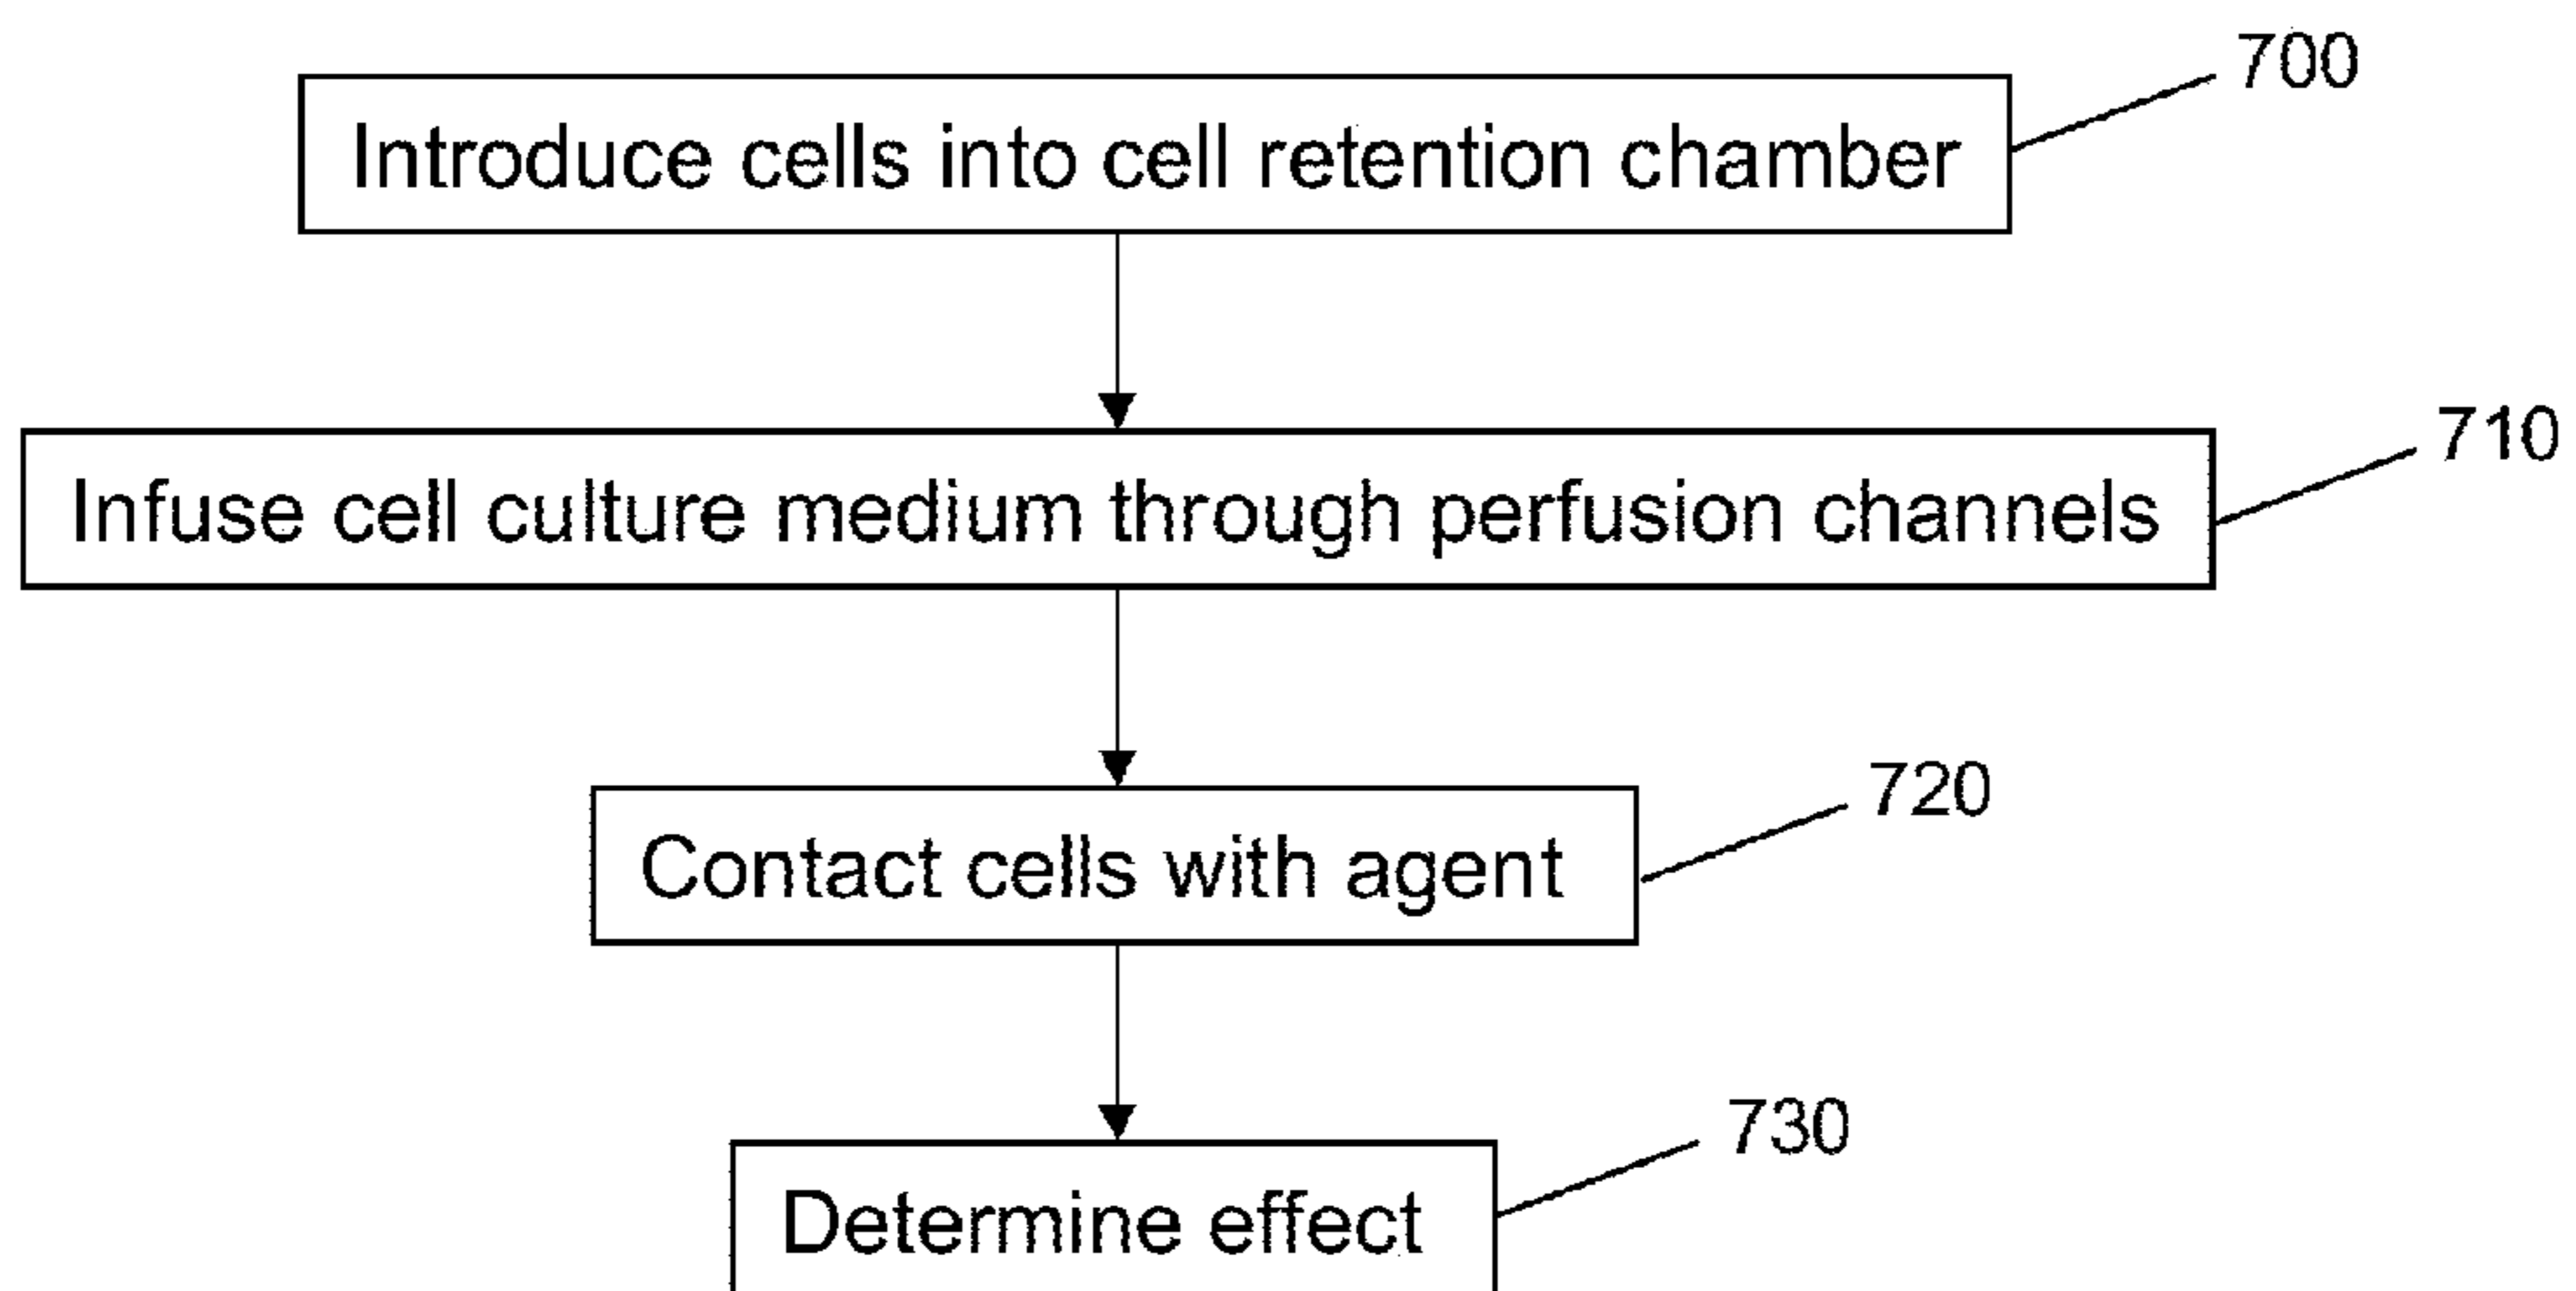 700
Introduce cells into cell retention chamber
710
Infuse cell culture medium through perfusion channels
720
Contact cells with agent
730
Determine effect